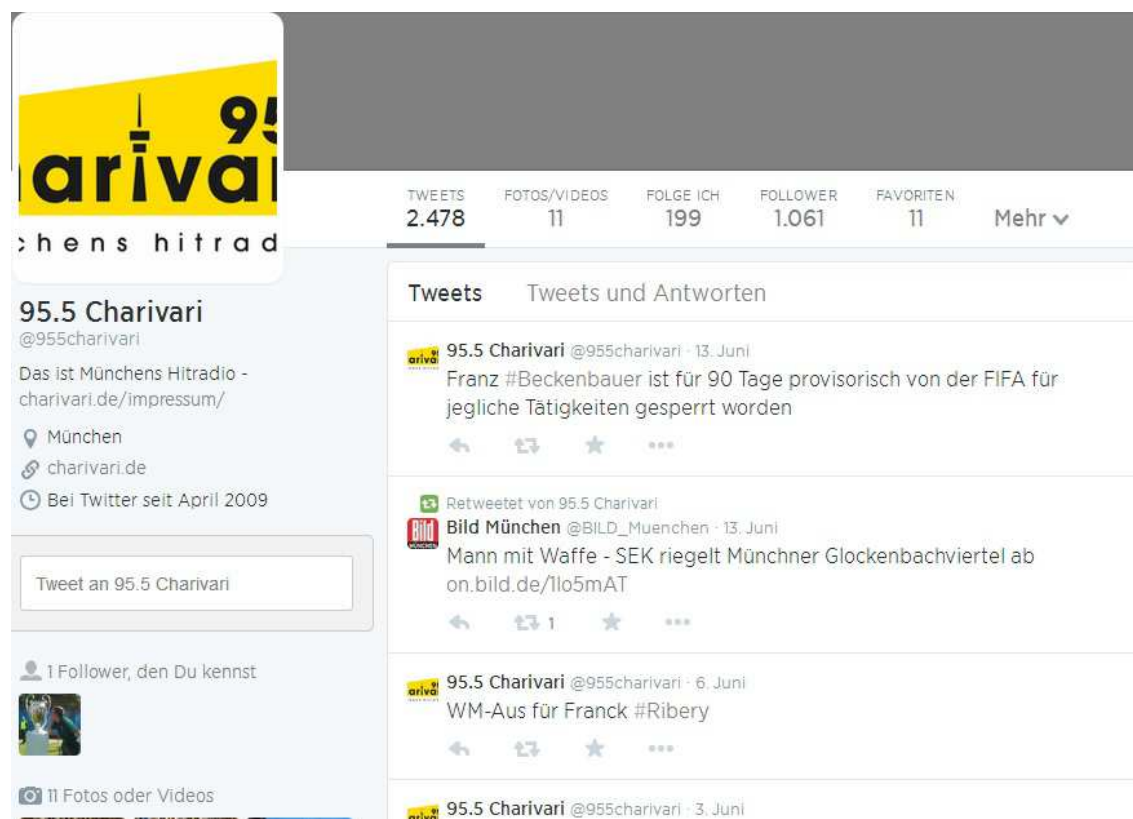 95
arival
chens hitrad
TWEETS FOTOS/VIDEOS FOLGE ICH FOLLOWER FAVORITEN
2.478 11 199 1.061 11 Mehr
95.5 Charivari
@955charivari
Das ist Münchens Hitradio -
charivari.de/impressum/
München
charivari.de
Bei Twitter seit April 2009
Tweet an 95.5 Charivari
1 Follower, den Du kennst
11 Fotos oder Videos
Tweets Tweets und Antworten
95.5 Charivari @955charivari · 13. Juni
Franz #Beckenbauer ist für 90 Tage provisorisch von der FIFA für
jegliche Tätigkeiten gesperrt worden
Retweetet von 95.5 Charivari
Bild München @BILD_Muenchen · 13. Juni
Mann mit Waffe - SEK riegelt Münchner Glockenbachviertel ab
on.bild.de/1lo5mAT
1
95.5 Charivari @955charivari · 6. Juni
WM-Aus für Franck #Ribery
95.5 Charivari @955charivari · 3. Juni